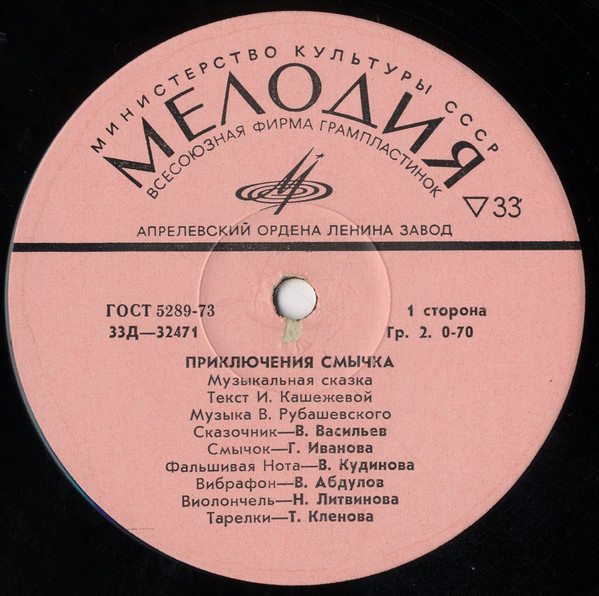 МИНИСТЕРСТВО КУЛЬТУРЫ СССР
МЕЛОДИЯ
ВСЕСОЮЗНАЯ ФИРМА ГРАМПЛАСТИНОК
33
АПРЕЛЕВСКИЙ ОРДЕНА ЛЕНИНА ЗАВОД
ГОСТ 5289-73
33Д—32471
1 сторона
Гр. 2. 0-70
ПРИКЛЮЧЕНИЯ СМЫЧКА
Музыкальная сказка
Текст И. Кашежевой
Музыка В. Рубашевского
Сказочник—В. Васильев
Смычок—Г. Иванова
Фальшивая Нота—В. Кудинова
Вибрафон—В. Абдулов
Виолончель—Н. Литвинова
Тарелки—Т. Кленова